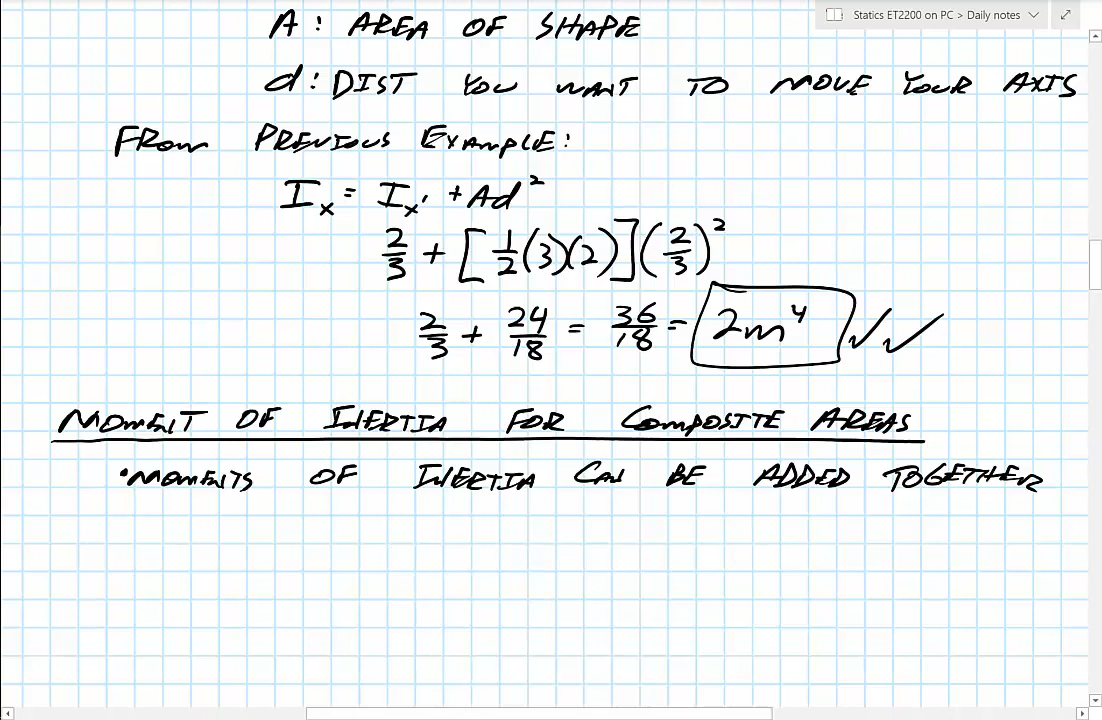 Statics ET2200 on PC > Daily notes
A : AREA OF SHAPE
d : DIST YOU WANT TO MOVE YOUR AXIS
FROM PREVIOUS EXAMPLE:
Iₓ = Iₓ' + Ad²
2/3 + [1/2(3)(2)](2/3)²
2/3 + 24/18 = 36/18 = 2m⁴ ✓✓
MOMENT OF INERTIA FOR COMPOSITE AREAS
•MOMENTS OF INERTIA CAN BE ADDED TOGETHER